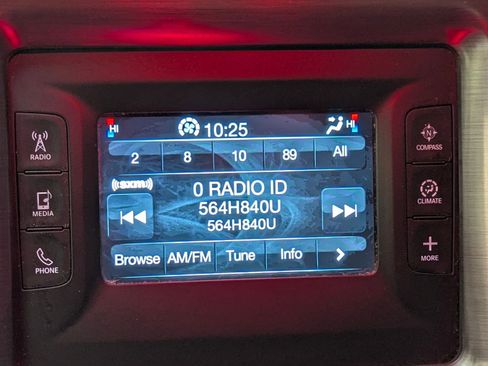 HI 10:25 HI
2 8 10 89 All
((sxm))
0 RADIO ID
564H840U
564H840U
Browse AM/FM Tune Info >
RADIO
MEDIA
PHONE
COMPASS
CLIMATE
MORE